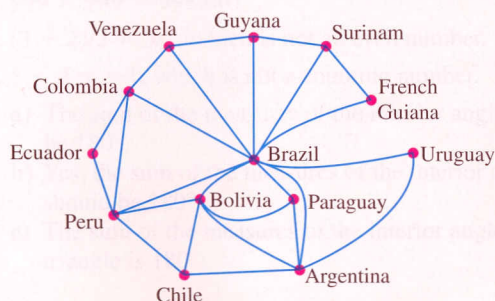 Guyana
Venezuela
Surinam
Colombia
French
Guiana
Ecuador
Brazil
Uruguay
Bolivia
Paraguay
Peru
Argentina
Chile